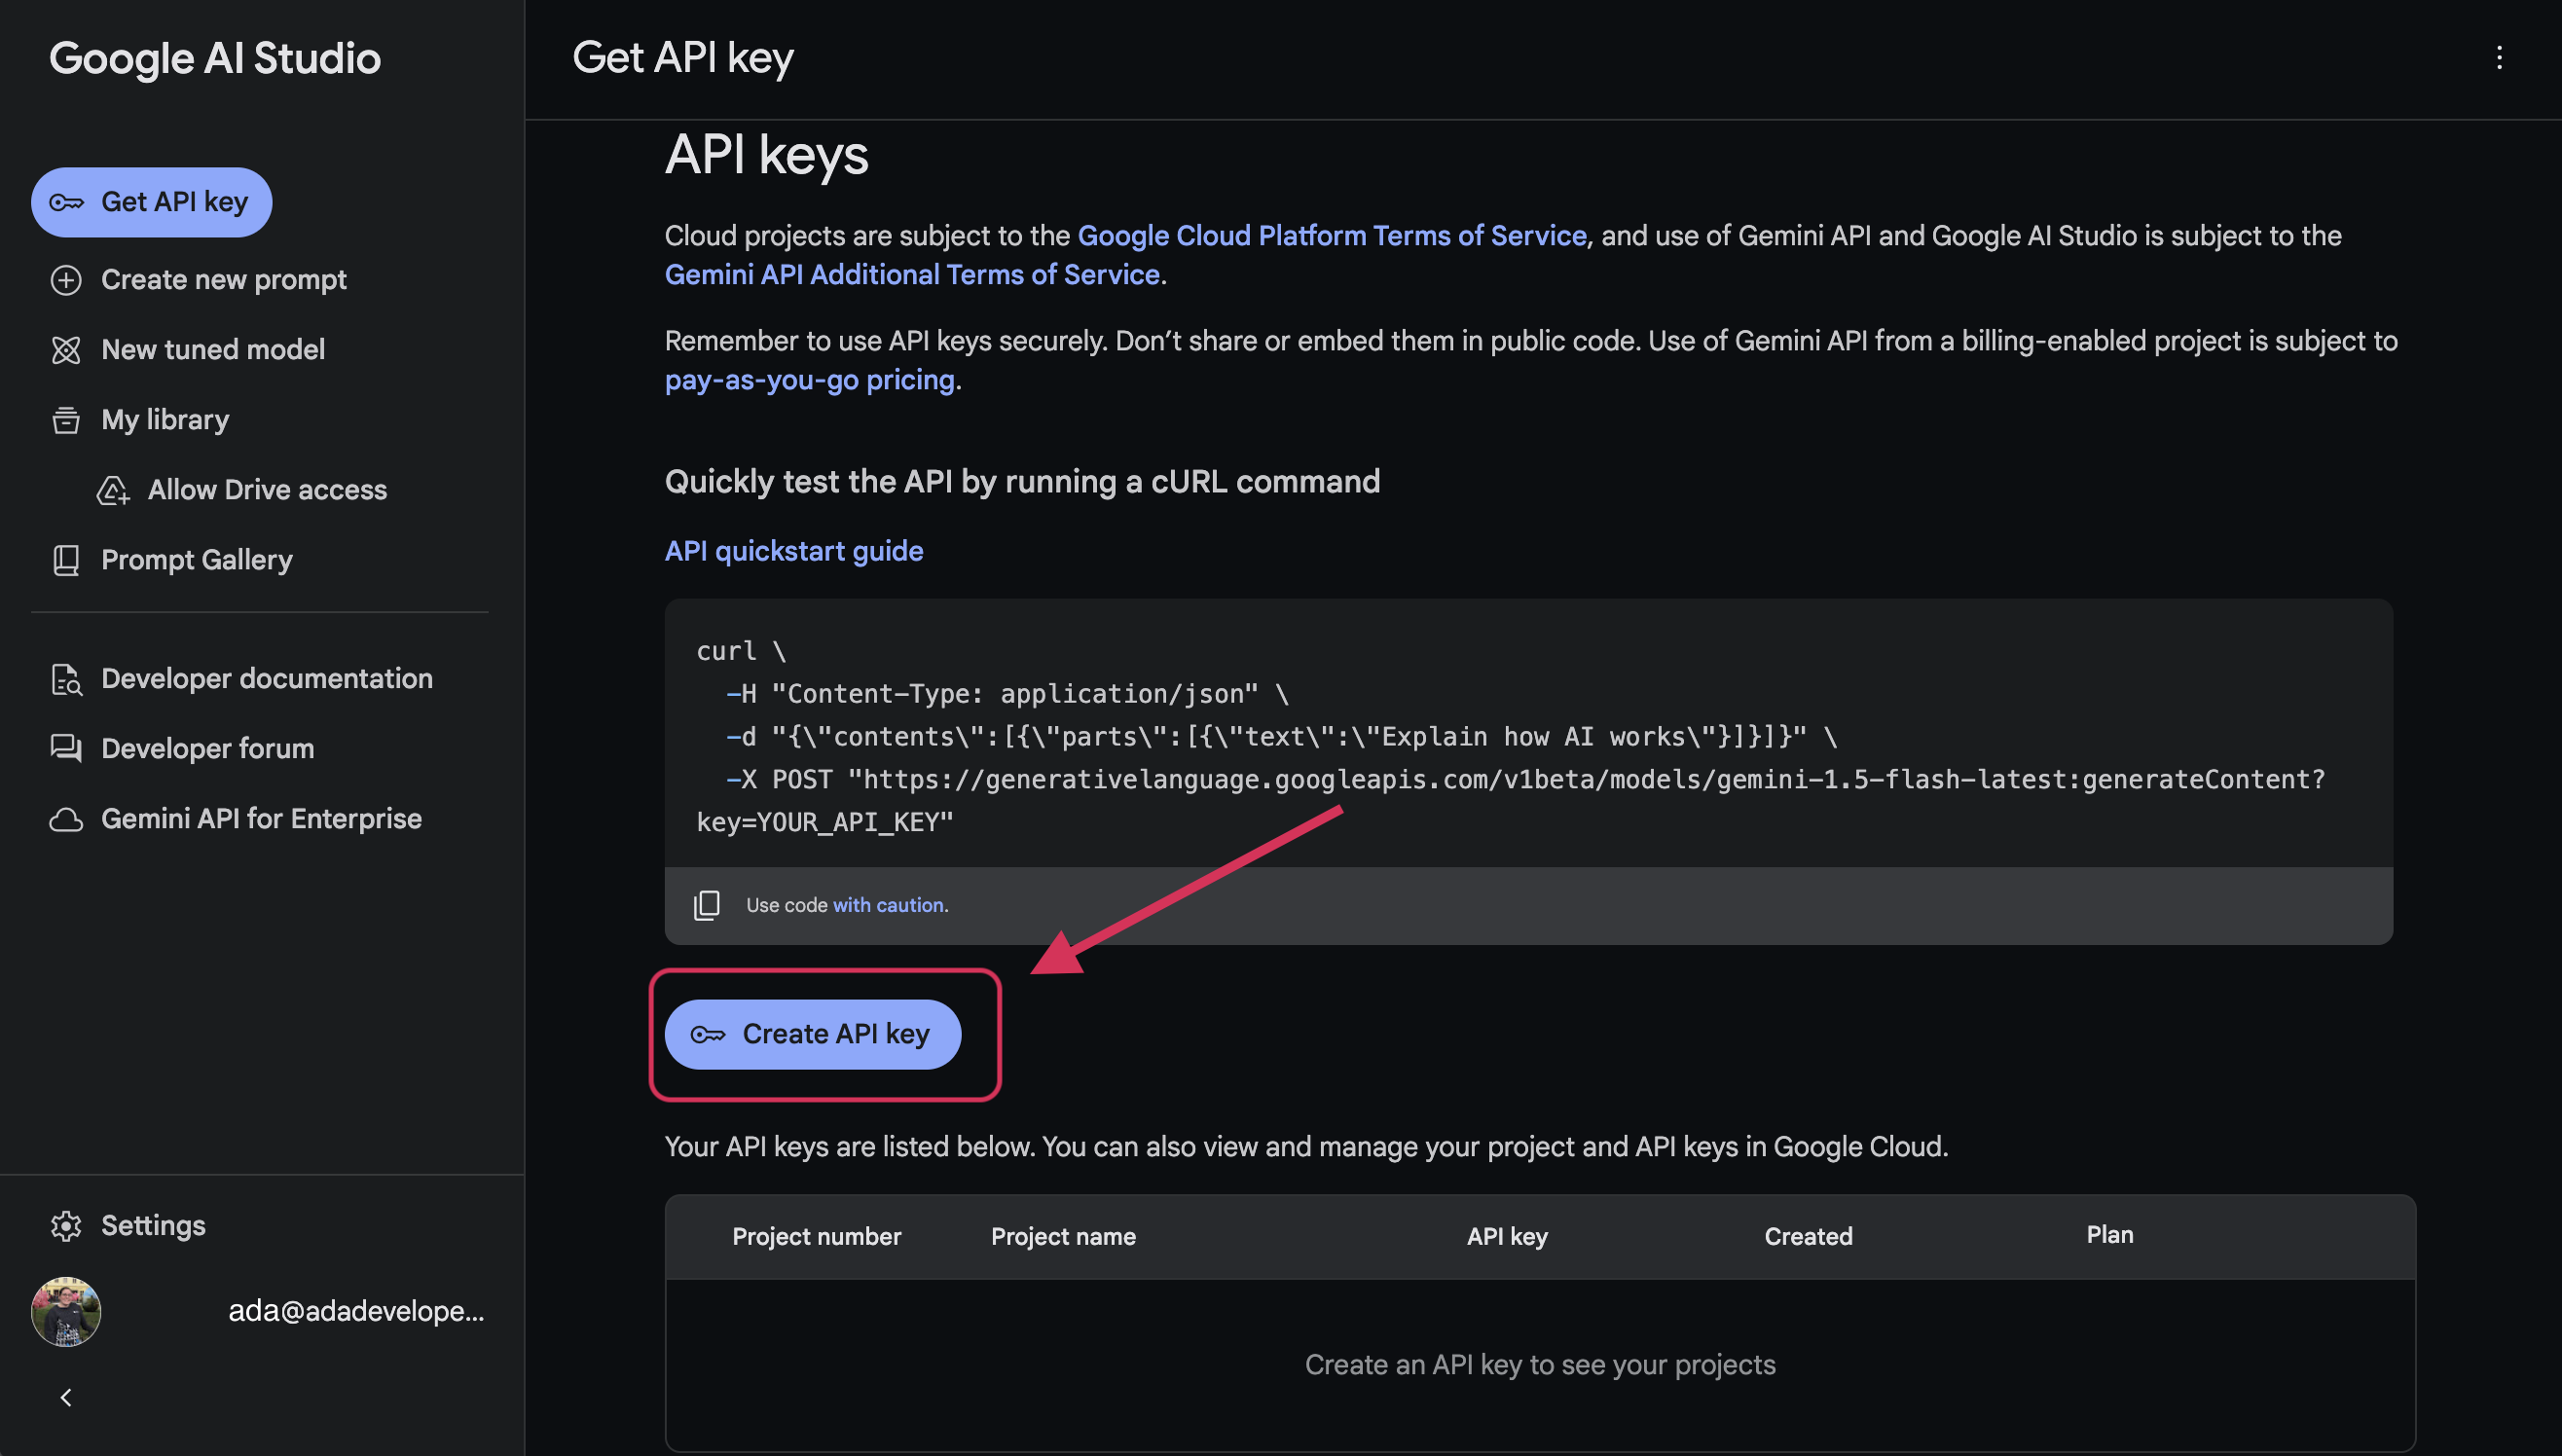 Google AI Studio
Get API key
Create new prompt
New tuned model
My library
Allow Drive access
Prompt Gallery
Developer documentation
Developer forum
Gemini API for Enterprise
Settings
ada@adadevelope...
Get API key
API keys
Cloud projects are subject to the Google Cloud Platform Terms of Service, and use of Gemini API and Google AI Studio is subject to the
Gemini API Additional Terms of Service.
Remember to use API keys securely. Don’t share or embed them in public code. Use of Gemini API from a billing-enabled project is subject to
pay-as-you-go pricing.
Quickly test the API by running a cURL command
API quickstart guide
curl \
  -H "Content-Type: application/json" \
  -d "{\"contents\":[{\"parts\":[{\"text\":\"Explain how AI works\"}]}]}" \
  -X POST "https://generativelanguage.googleapis.com/v1beta/models/gemini-1.5-flash-latest:generateContent?
key=YOUR_API_KEY"
Use code with caution.
Create API key
Your API keys are listed below. You can also view and manage your project and API keys in Google Cloud.
Project number Project name API key Created Plan
Create an API key to see your projects